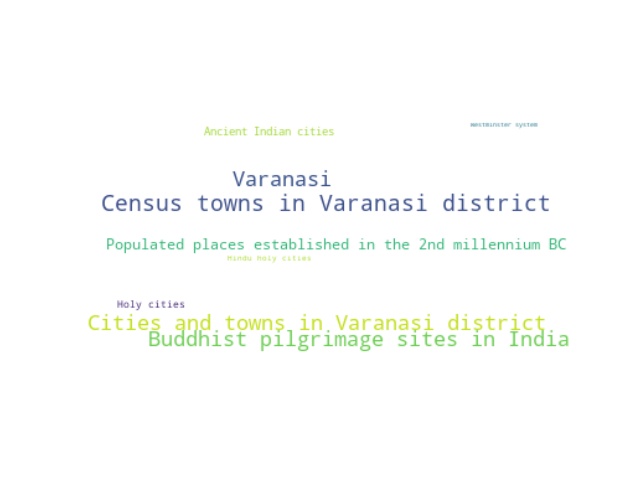 westminster system
Ancient Indian cities
Varanasi
Census towns in Varanasi district
Populated places established in the 2nd millennium BC
Hindu holy cities
Holy cities
Cities and towns in Varanasi district
Buddhist pilgrimage sites in India